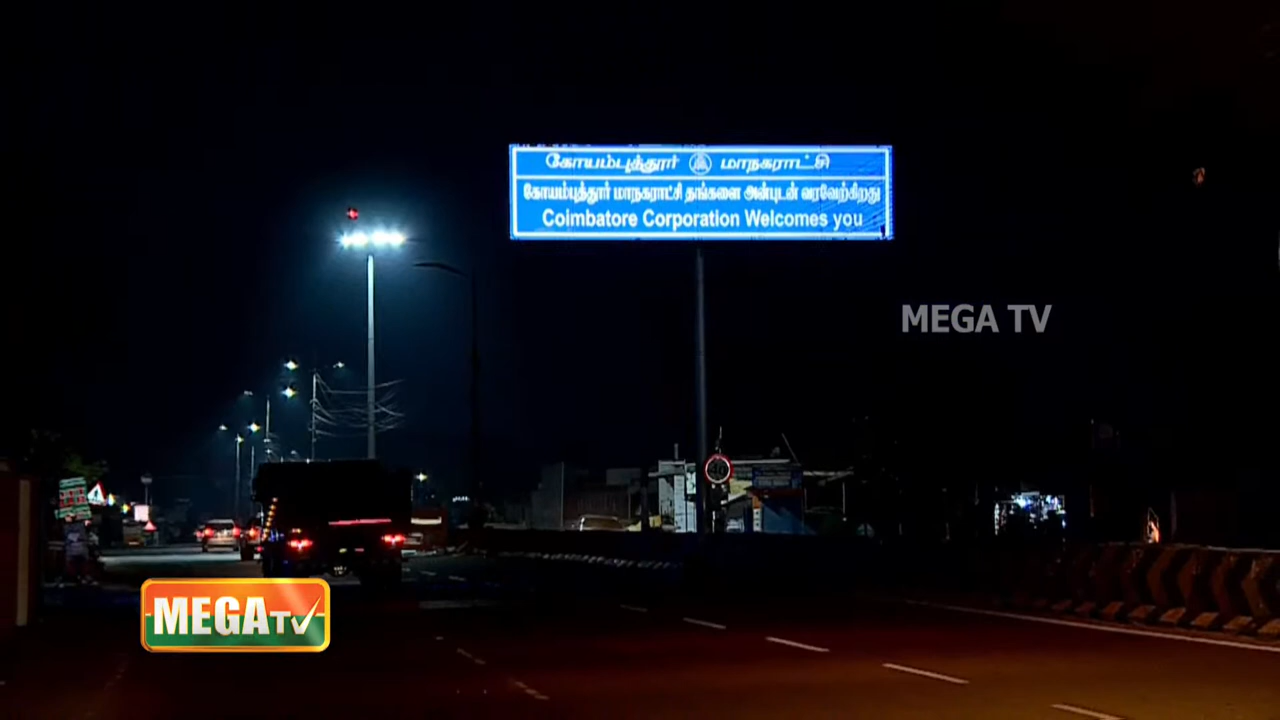 கோயம்புத்தூர் மாநகராட்சி
கோயம்புத்தூர் மாநகராட்சி தங்களை அன்புடன் வரவேற்கிறது
Coimbatore Corporation Welcomes you
MEGA TV
MEGA TV